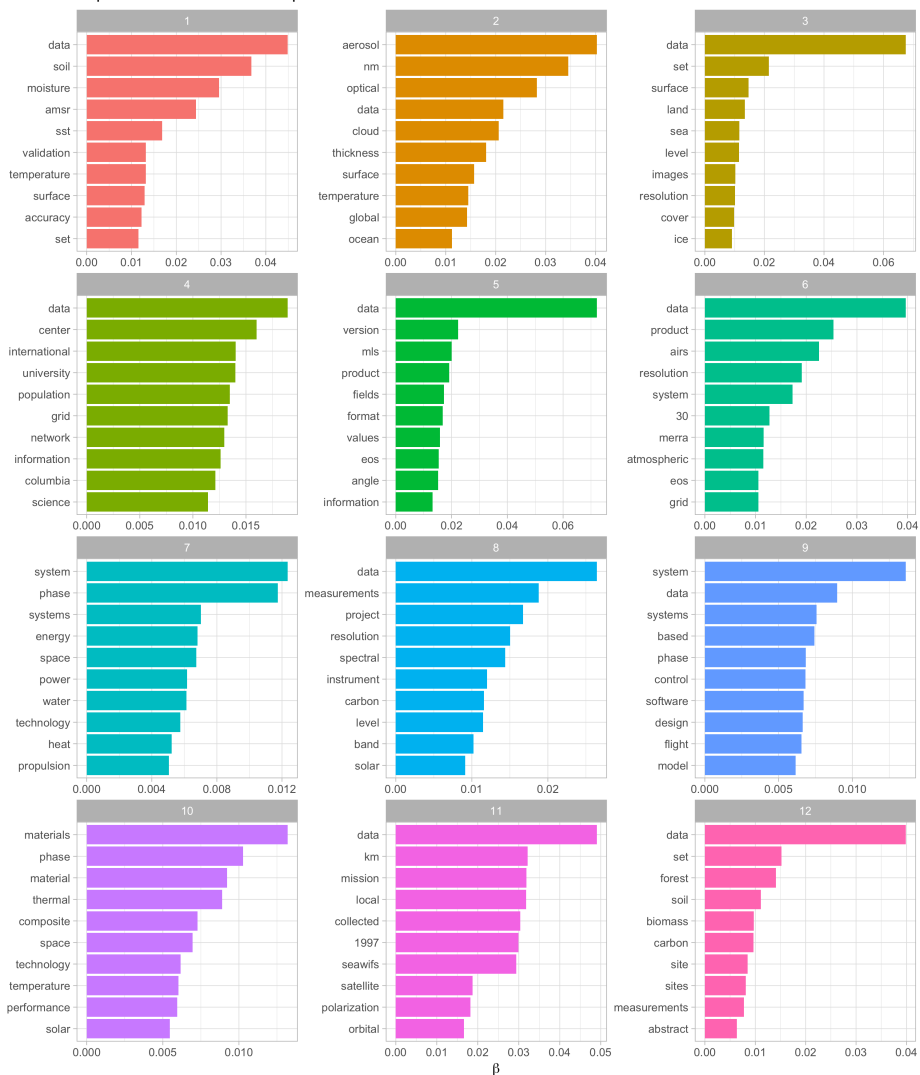 1 2 3
data aerosol data
soil nm set
moisture optical surface
amsr data land
sst cloud sea
validation thickness level
temperature surface images
surface temperature resolution
accuracy global cover
set ocean ice
0.00 0.01 0.02 0.03 0.04 0.00 0.01 0.02 0.03 0.04 0.00 0.02 0.04 0.06
4 5 6
data data data
center version product
international mls airs
university product resolution
population fields system
grid format 30
network values merra
information eos atmospheric
columbia angle eos
science information grid
0.000 0.005 0.010 0.015 0.00 0.02 0.04 0.06 0.00 0.01 0.02 0.03 0.04
7 8 9
system data system
phase measurements data
systems project systems
energy resolution based
space spectral phase
power instrument control
water carbon software
technology level design
heat band flight
propulsion solar model
0.000 0.004 0.008 0.012 0.00 0.01 0.02 0.000 0.005 0.010
10 11 12
materials data data
phase km set
material mission forest
thermal local soil
composite collected biomass
space 1997 carbon
technology seawifs site
temperature satellite sites
performance polarization measurements
solar orbital abstract
0.000 0.005 0.010 0.00 0.01 0.02 0.03 0.04 0.05 0.00 0.01 0.02 0.03 0.04
β